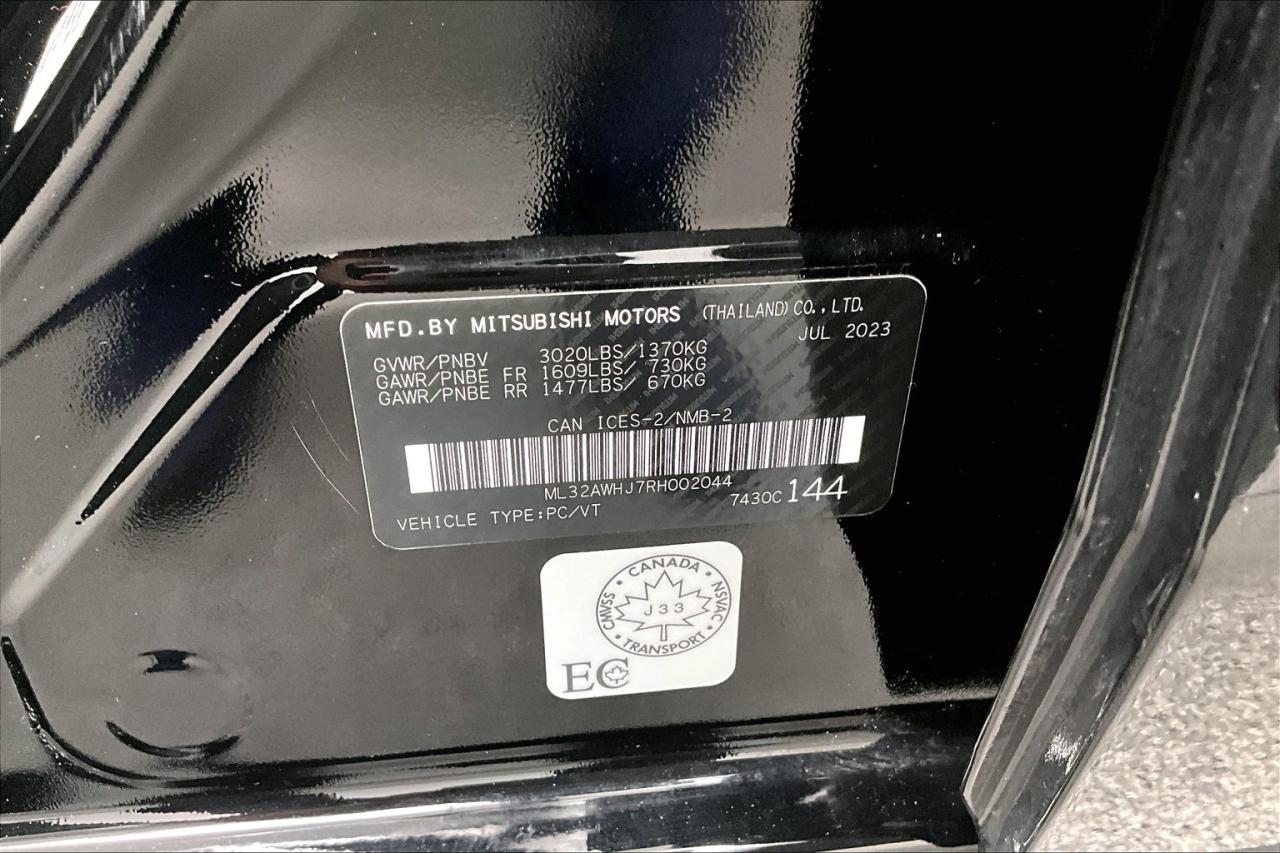 MFD.BY MITSUBISHI MOTORS (THAILAND) CO., LTD.
JUL 2023
GVWR/PNBV 3020LBS/1370KG
GAWR/PNBE FR 1609LBS/ 730KG
GAWR/PNBE RR 1477LBS/ 670KG
CAN ICES-2/NMB-2
ML32AWHJ7RH002044
7430C 144
VEHICLE TYPE:PC/VT
CANADA
CMVSS
NSVAC
J33
TRANSPORT
EC